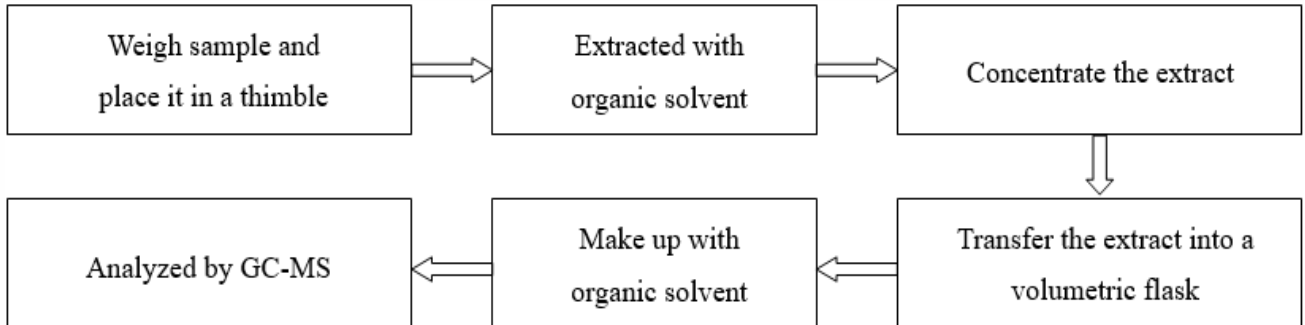 Weigh sample and
place it in a thimble
Extracted with
organic solvent
Concentrate the extract
Transfer the extract into a
volumetric flask
Make up with
organic solvent
Analyzed by GC-MS